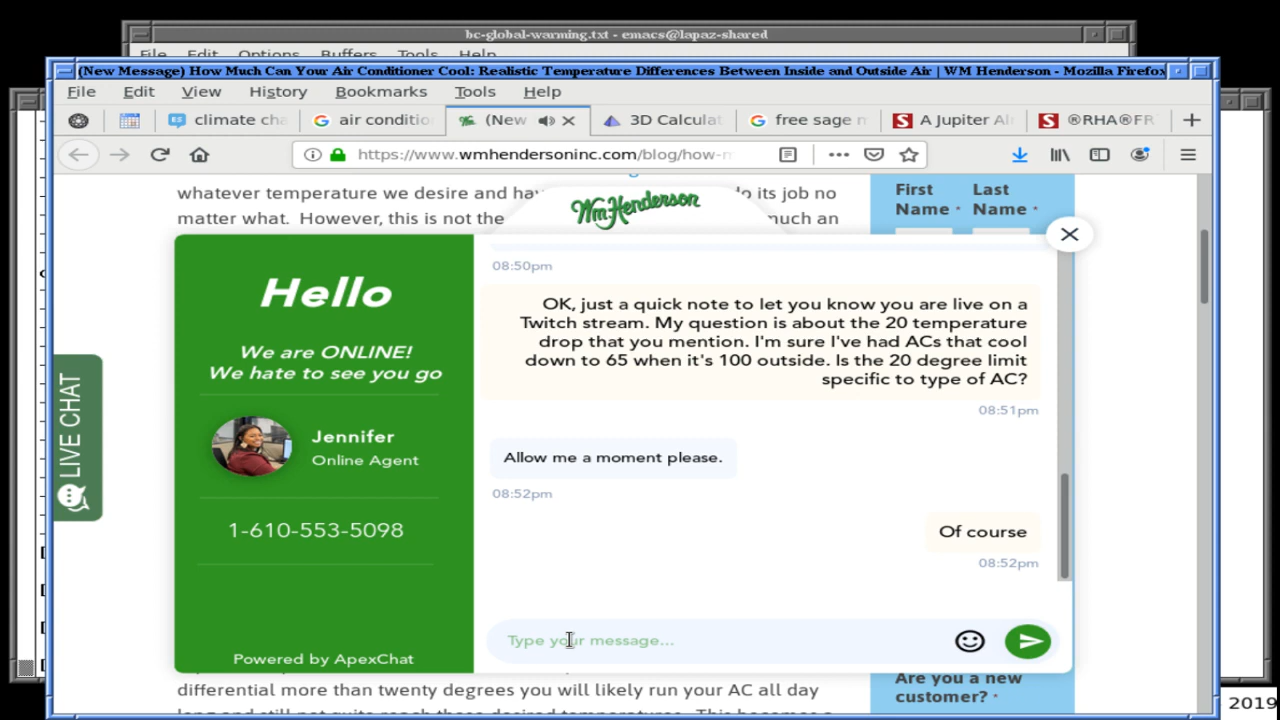 bc-global-warming.txt - emacs@lapaz-shared
File Edit Options Buffers Tools Help
(New Message) How Much Can Your Air Conditioner Cool: Realistic Temperature Differences Between Inside and Outside Air | WM Henderson - Mozilla Firefox
File Edit View History Bookmarks Tools Help
climate cha
air conditio
(New
3D Calculat
free sage m
A Jupiter Al
®RHA®FR
https://www.wmhendersoninc.com/blog/how-m
whatever temperature we desire and hav
o its job no
matter what. However, this is not the
much an
Wm Henderson
First Name *
Last Name *
LIVE CHAT
Hello
We are ONLINE!
We hate to see you go
Jennifer
Online Agent
1-610-553-5098
Powered by ApexChat
08:50pm
OK, just a quick note to let you know you are live on a
Twitch stream. My question is about the 20 temperature
drop that you mention. I'm sure I've had ACs that cool
down to 65 when it's 100 outside. Is the 20 degree limit
specific to type of AC?
08:51pm
Allow me a moment please.
08:52pm
Of course
08:52pm
Type your message...
differential more than twenty degrees you will likely run your AC all day
Are you a new
customer? *
2019